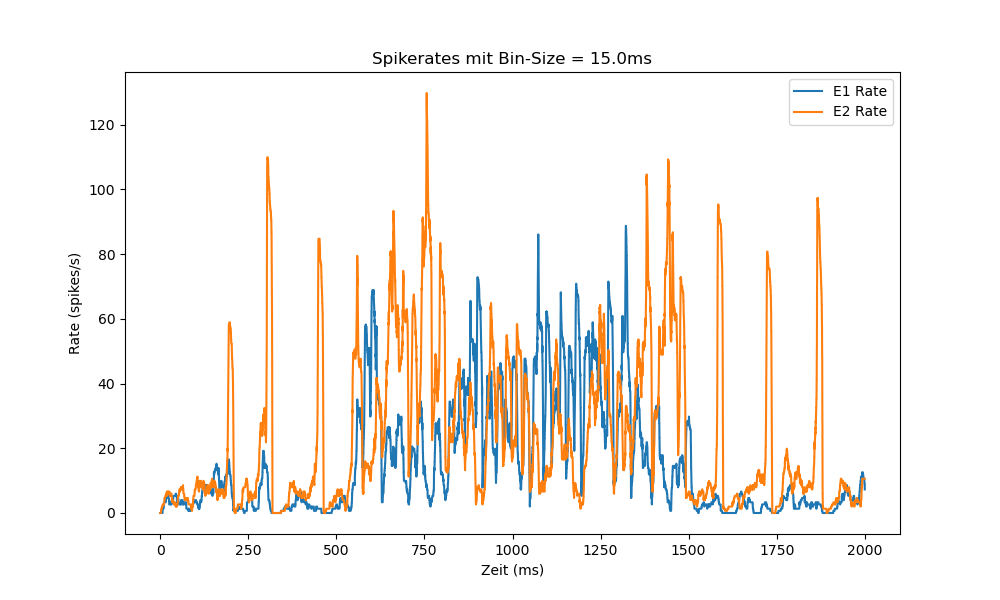 Spikerates mit Bin-Size = 15.0ms
E1 Rate
E2 Rate
120
100
80
60
40
20
0
Rate (spikes/s)
0 250 500 750 1000 1250 1500 1750 2000
Zeit (ms)